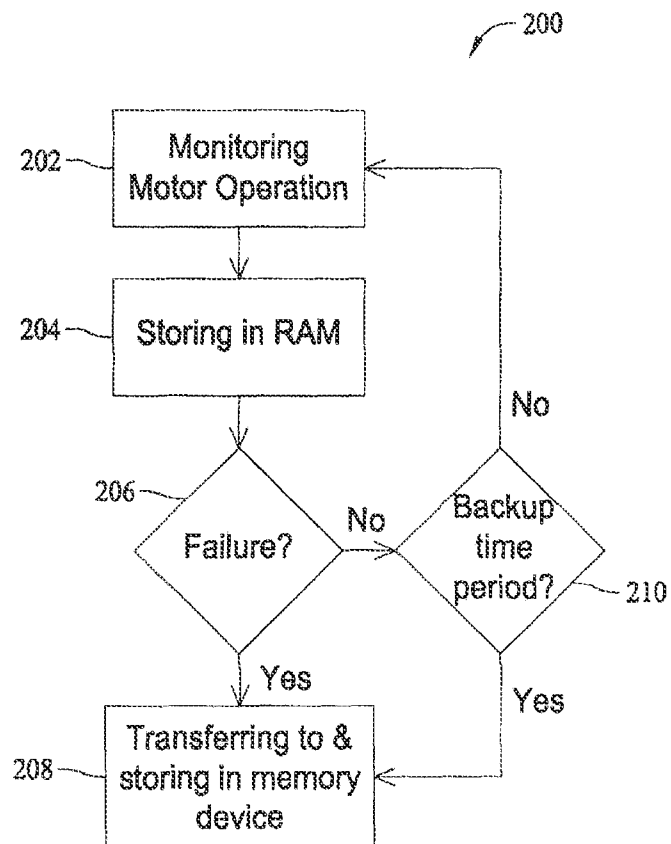 200
202
Monitoring
Motor Operation
204
Storing in RAM
No
206
Failure?
No
Backup
time
period?
210
Yes
Yes
208
Transferring to &
storing in memory
device